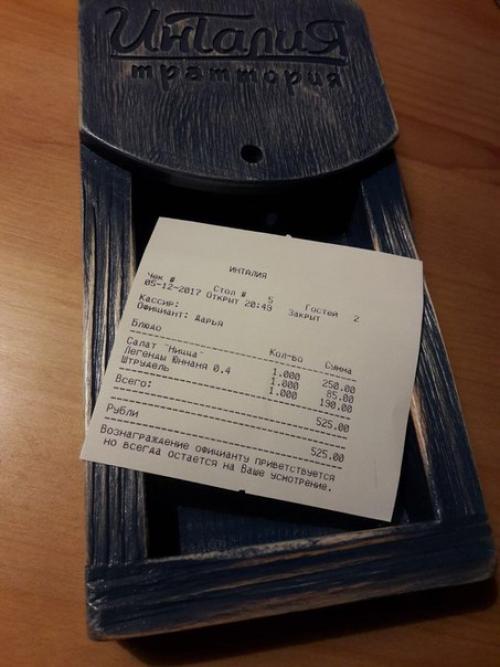 Инталия
траттория
ИНТАЛИЯ
Чек # Стол # 5 Гостей 2
05-12-2017 Открыт 20:49 Закрыт
Кассир:
Официант: Дарья
Блюдо Кол-во Сумма
Салат "Ницца" 1.000 250.00
Легенды Юннаня 0.4 1.000 85.00
Штрудель 1.000 190.00
Всего: 525.00
Рубли 525.00
Вознаграждение официанту приветствуется
но всегда остается на Ваше усмотрение.